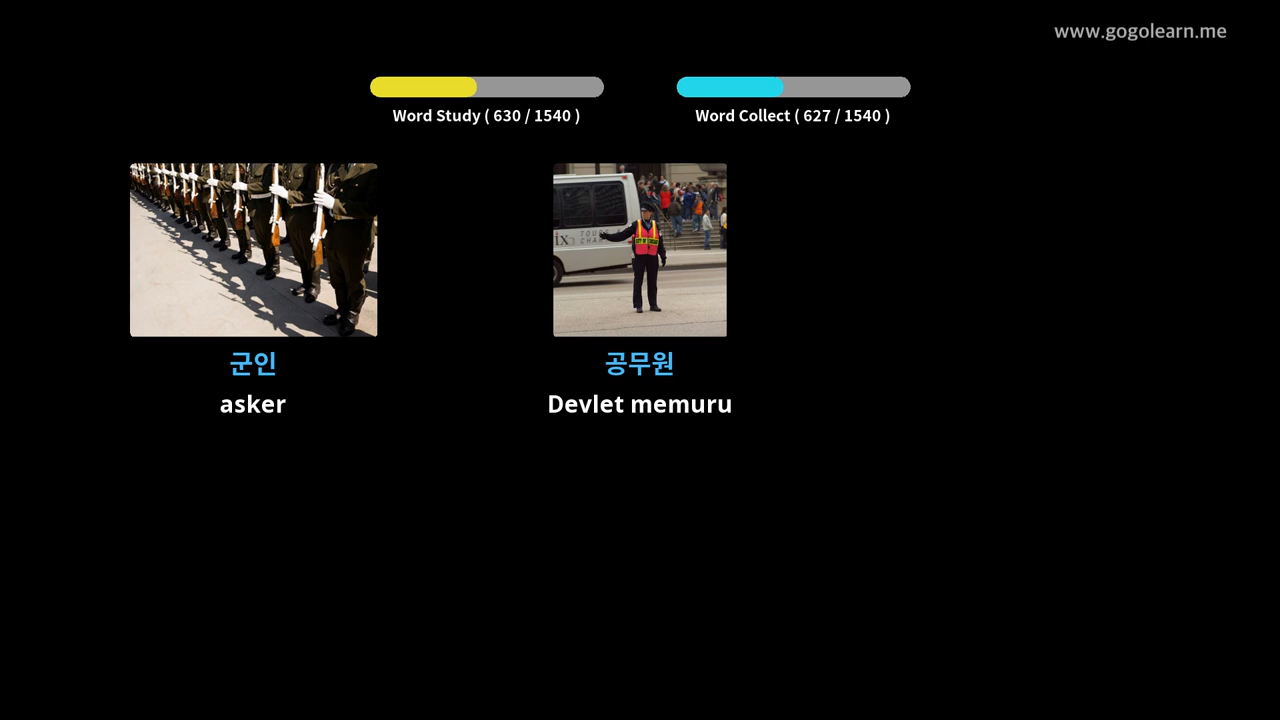 www.gogolearn.me
Word Study ( 630 / 1540 )
Word Collect ( 627 / 1540 )
군인
asker
공무원
Devlet memuru